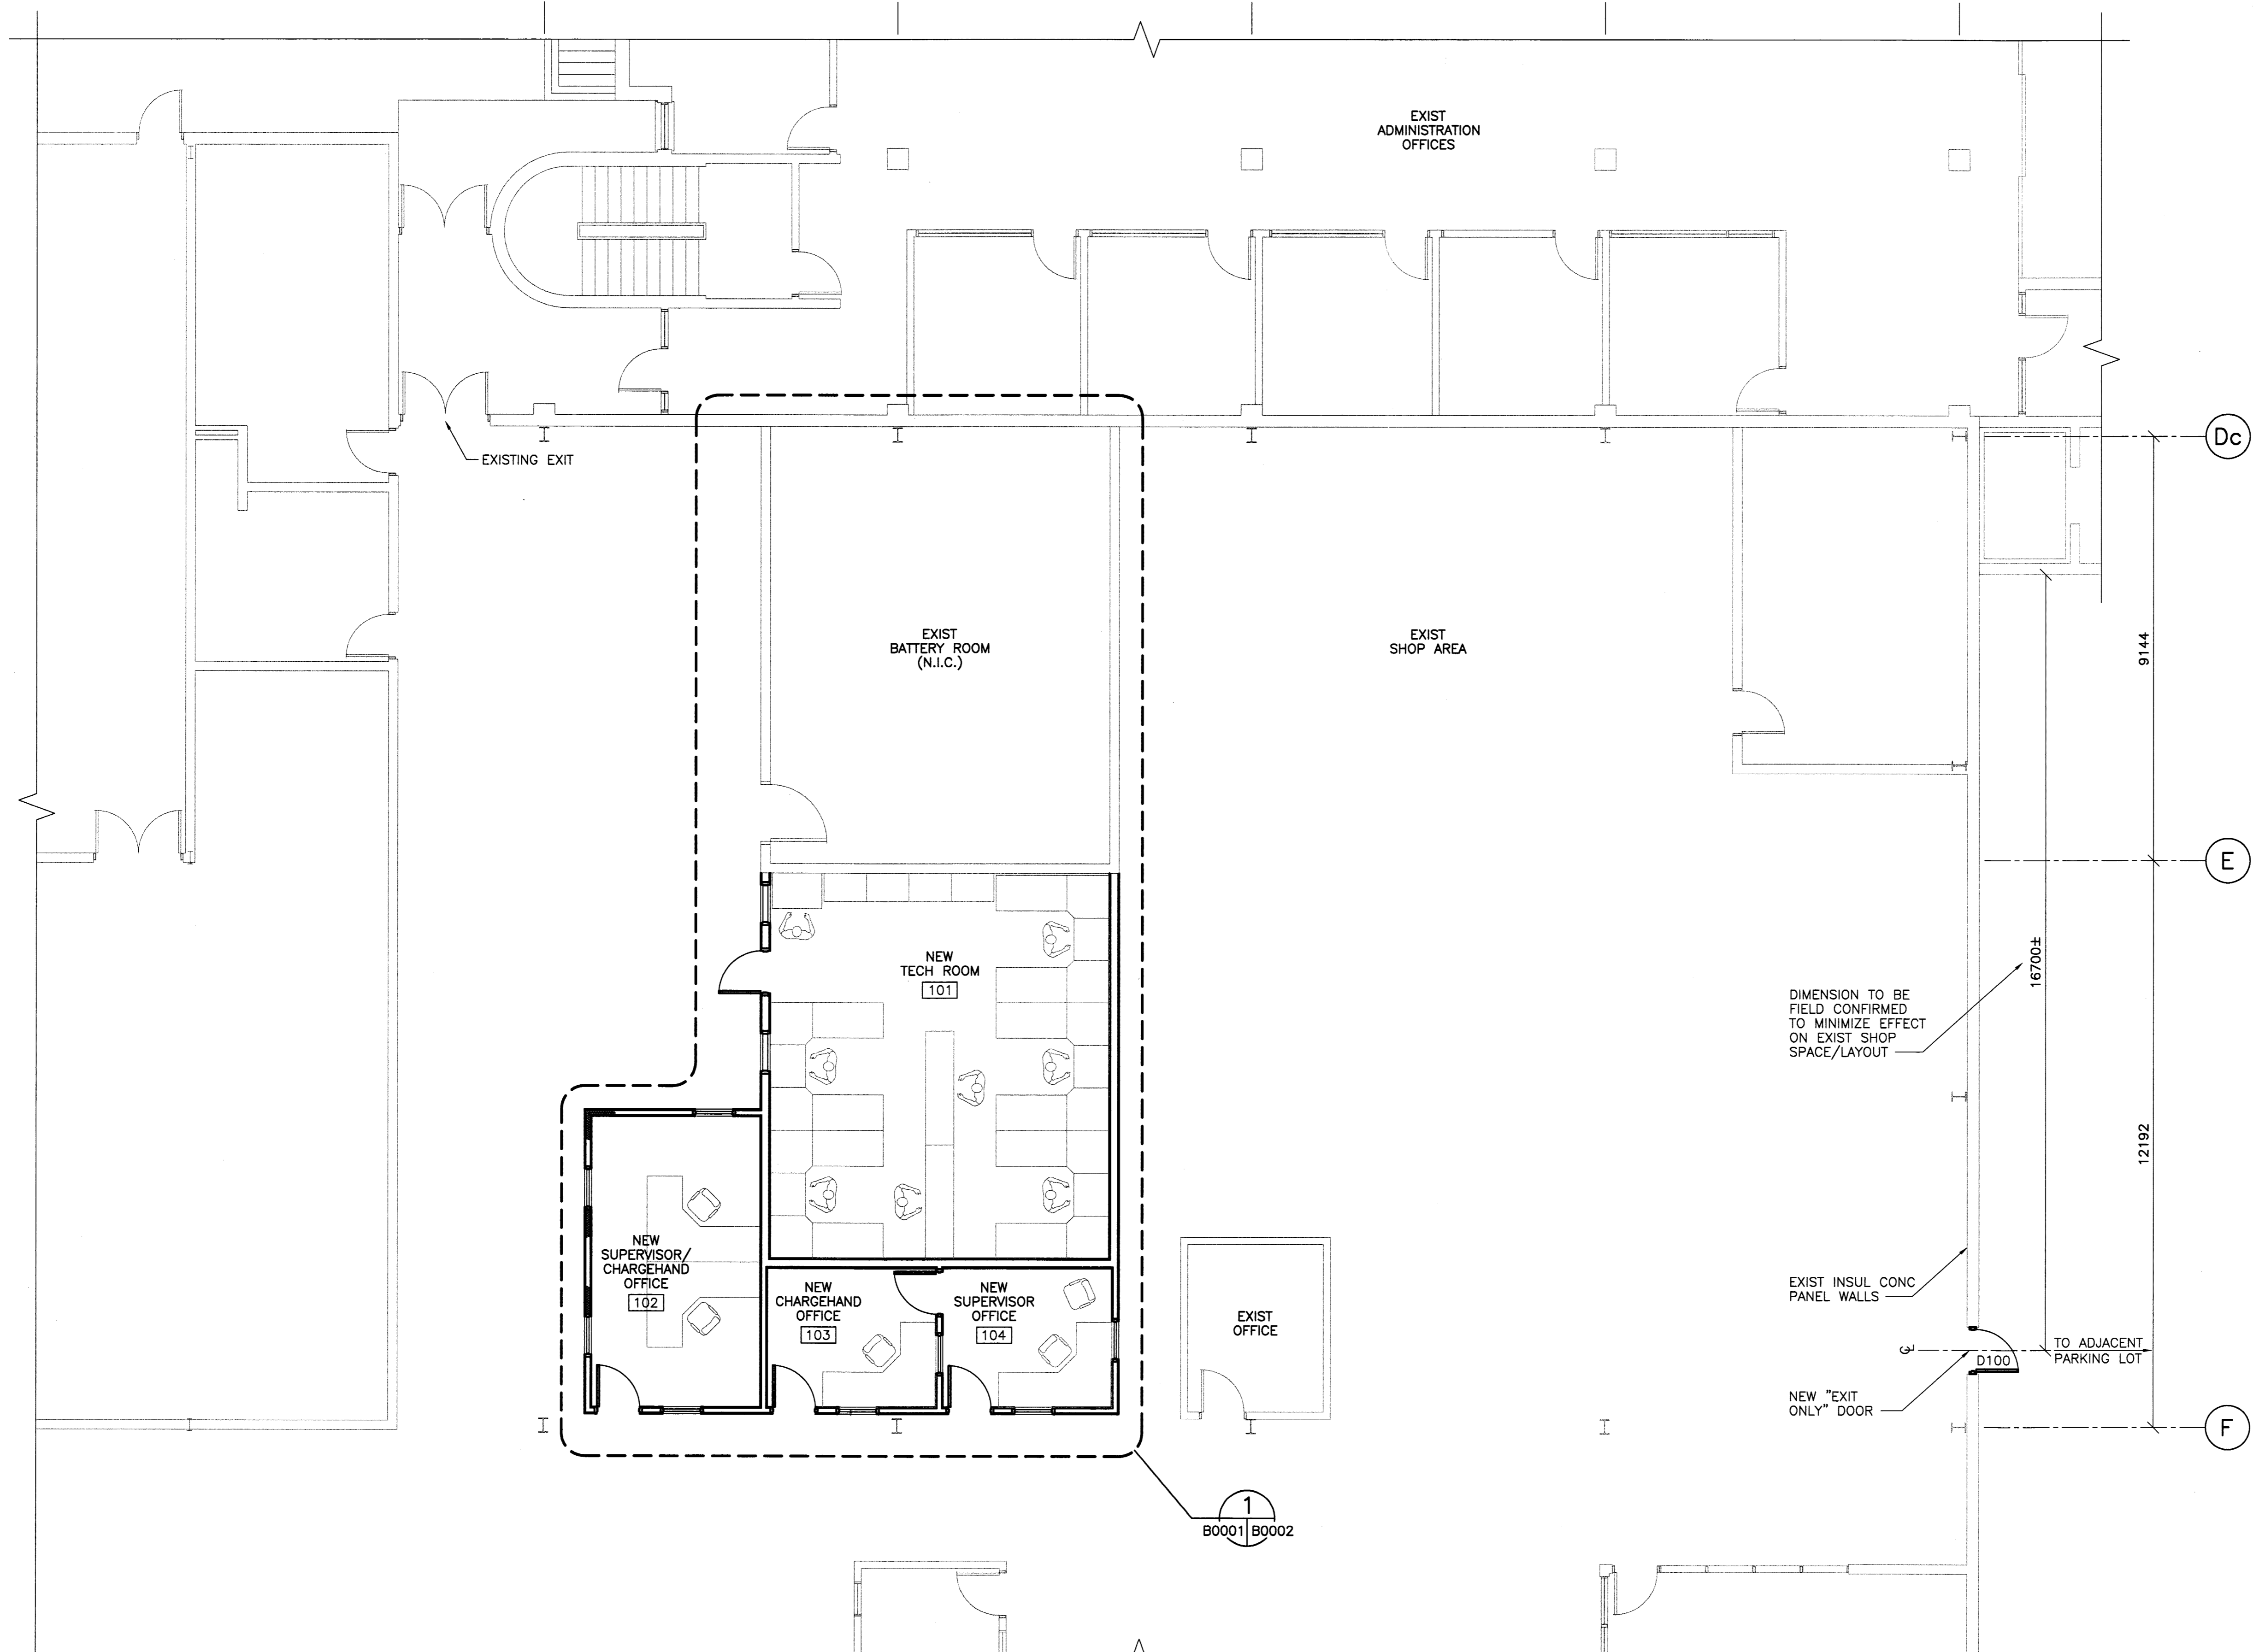 EXIST
ADMINISTRATION
OFFICES
Dc
EXISTING EXIT
EXIST
BATTERY ROOM
(N.I.C.)
EXIST
SHOP AREA
9144
E
NEW
TECH ROOM
101
16700±
DIMENSION TO BE
FIELD CONFIRMED
TO MINIMIZE EFFECT
ON EXIST SHOP
SPACE/LAYOUT
12192
NEW
SUPERVISOR/
CHARGEHAND
OFFICE
102
NEW
CHARGEHAND
OFFICE
103
NEW
SUPERVISOR
OFFICE
104
EXIST
OFFICE
EXIST INSUL CONC
PANEL WALLS
D100
TO ADJACENT
PARKING LOT
NEW "EXIT
ONLY" DOOR
F
1
B0001 B0002